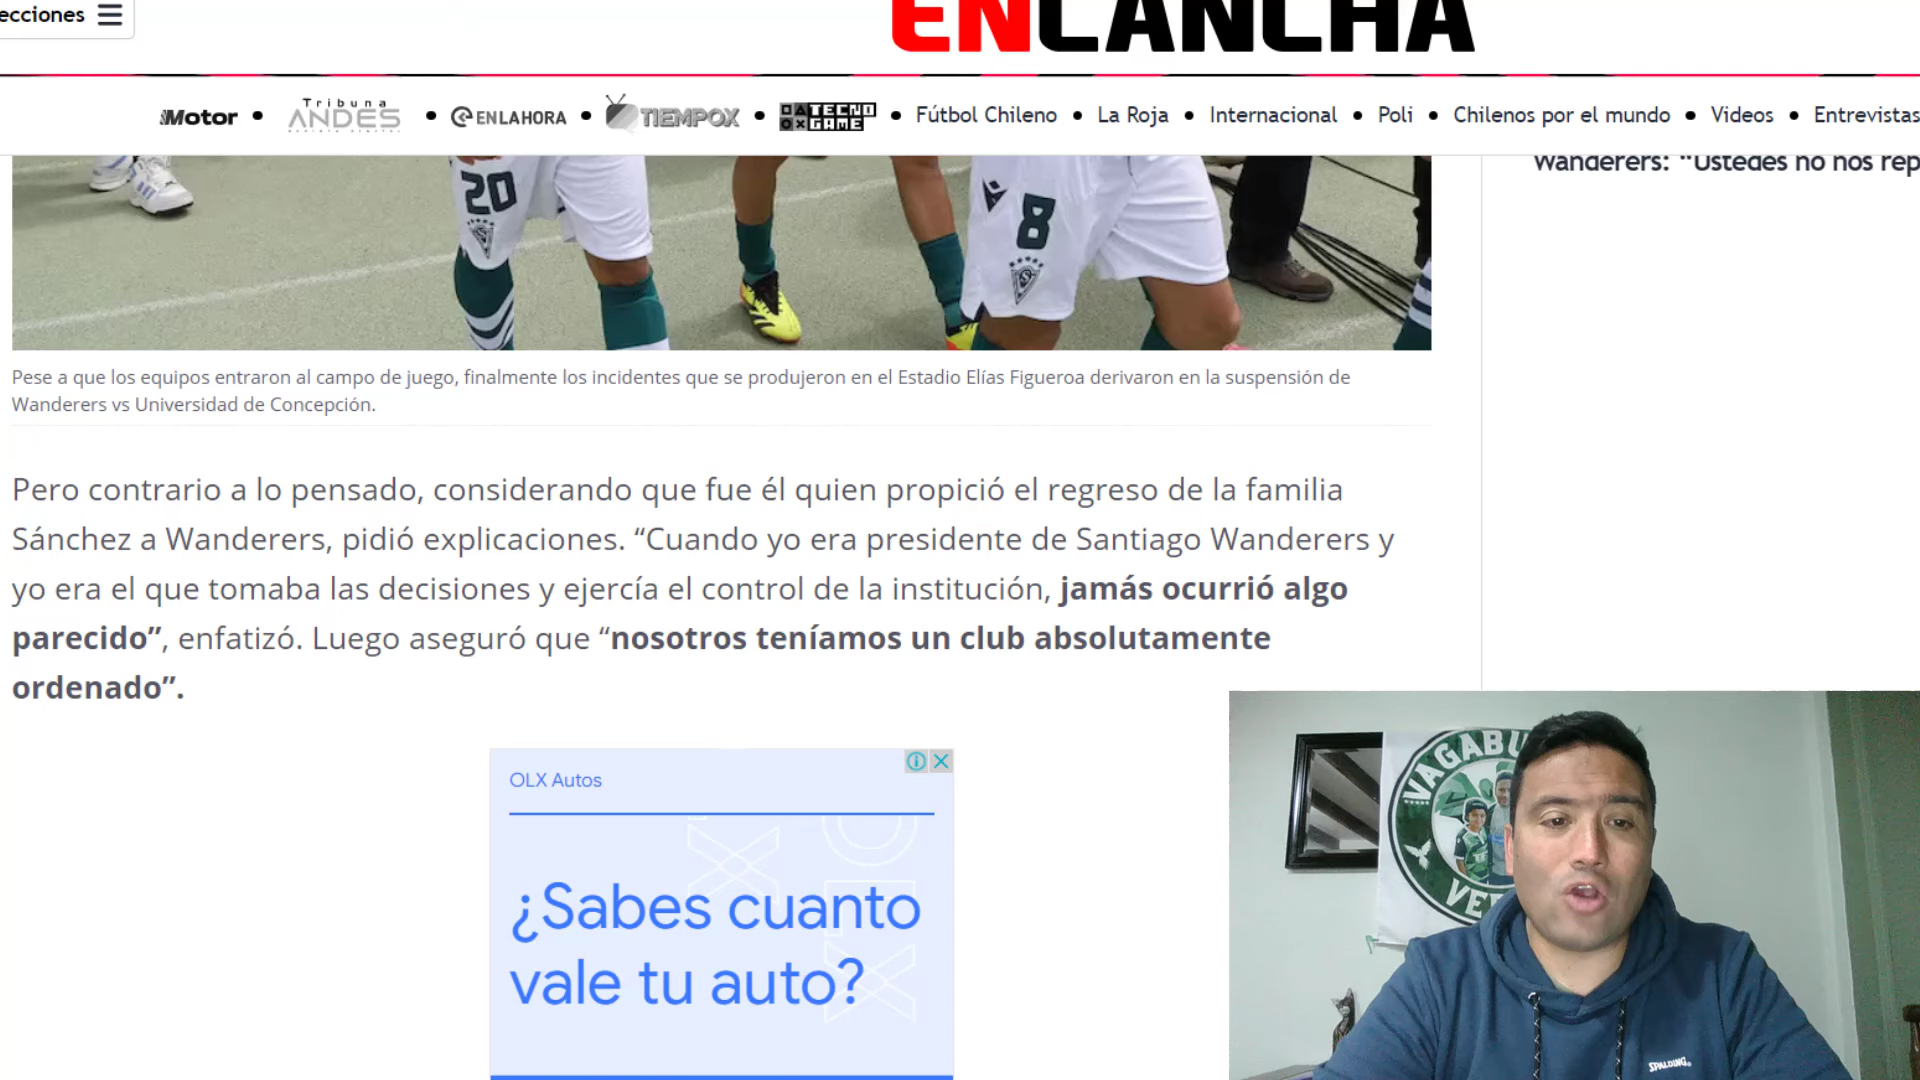 ecciones
ENCANCHA
Motor • Tribuna ANDES • ENLAHORA • TIEMPOX • TECNO GAME • Fútbol Chileno • La Roja • Internacional • Poli • Chilenos por el mundo • Videos • Entrevistas
Wanderers: “Ustedes no nos rep
20
8
Pese a que los equipos entraron al campo de juego, finalmente los incidentes que se produjeron en el Estadio Elías Figueroa derivaron en la suspensión de
Wanderers vs Universidad de Concepción.
Pero contrario a lo pensado, considerando que fue él quien propició el regreso de la familia
Sánchez a Wanderers, pidió explicaciones. “Cuando yo era presidente de Santiago Wanderers y
yo era el que tomaba las decisiones y ejercía el control de la institución, jamás ocurrió algo
parecido”, enfatizó. Luego aseguró que “nosotros teníamos un club absolutamente
ordenado”.
OLX Autos
¿Sabes cuanto
vale tu auto?
VAGABU
VE
SPALDING